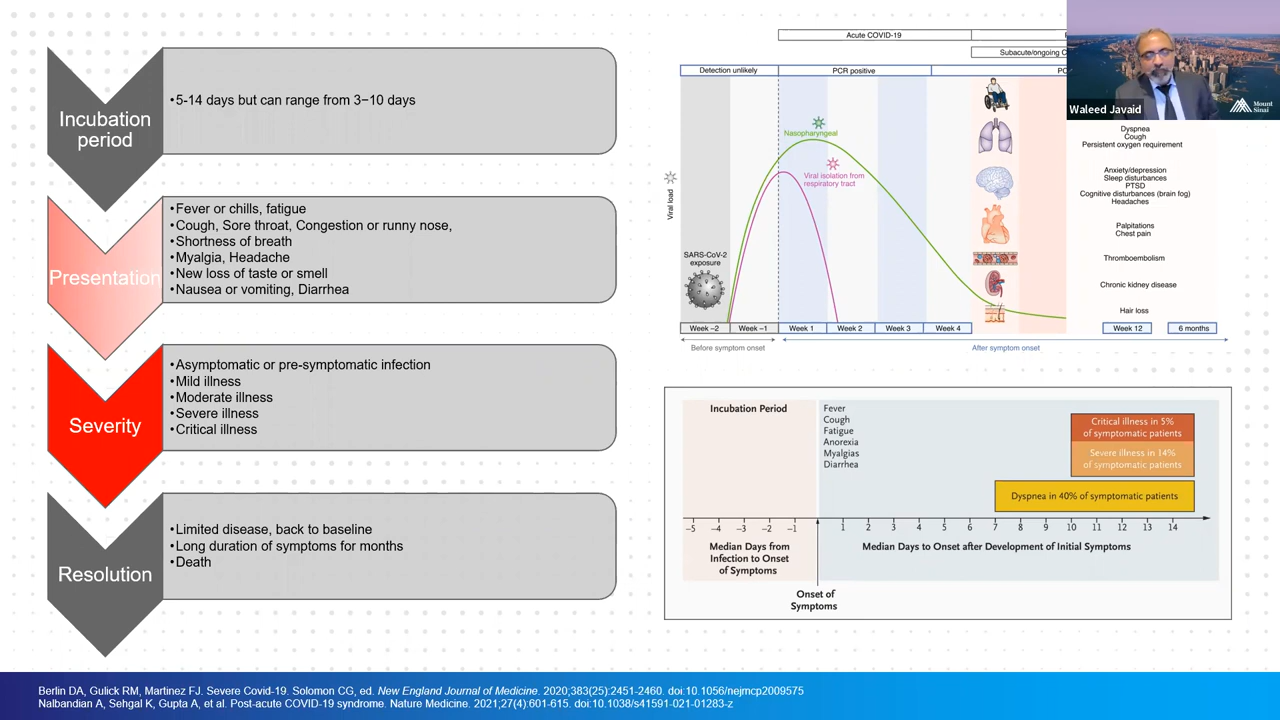 Incubation
period
•5-14 days but can range from 3–10 days
Presentation
•Fever or chills, fatigue
•Cough, Sore throat, Congestion or runny nose,
•Shortness of breath
•Myalgia, Headache
•New loss of taste or smell
•Nausea or vomiting, Diarrhea
Severity
•Asymptomatic or pre-symptomatic infection
•Mild illness
•Moderate illness
•Severe illness
•Critical illness
Resolution
•Limited disease, back to baseline
•Long duration of symptoms for months
•Death
Acute COVID-19
Subacute/ongoing C
Detection unlikely
PCR positive
Waleed Javaid
Mount
Sinai
Nasopharyngeal
Viral isolation from
respiratory tract
Viral load
SARS-CoV-2
exposure
Dyspnea
Cough
Persistent oxygen requirement
Anxiety/depression
Sleep disturbances
PTSD
Cognitive disturbances (brain fog)
Headaches
Palpitations
Chest pain
Thromboembolism
Chronic kidney disease
Hair loss
Week –2
Week –1
Week 1
Week 2
Week 3
Week 4
Week 12
6 months
Before symptom onset
After symptom onset
Incubation Period
Fever
Cough
Fatigue
Anorexia
Myalgias
Diarrhea
Critical illness in 5%
of symptomatic patients
Severe illness in 14%
of symptomatic patients
Dyspnea in 40% of symptomatic patients
−5 −4 −3 −2 −1 1 2 3 4 5 6 7 8 9 10 11 12 13 14
Median Days from
Infection to Onset
of Symptoms
Median Days to Onset after Development of Initial Symptoms
Onset of
Symptoms
Berlin DA, Gulick RM, Martinez FJ. Severe Covid-19. Solomon CG, ed. New England Journal of Medicine. 2020;383(25):2451-2460. doi:10.1056/nejmcp2009575
Nalbandian A, Sehgal K, Gupta A, et al. Post-acute COVID-19 syndrome. Nature Medicine. 2021;27(4):601-615. doi:10.1038/s41591-021-01283-z